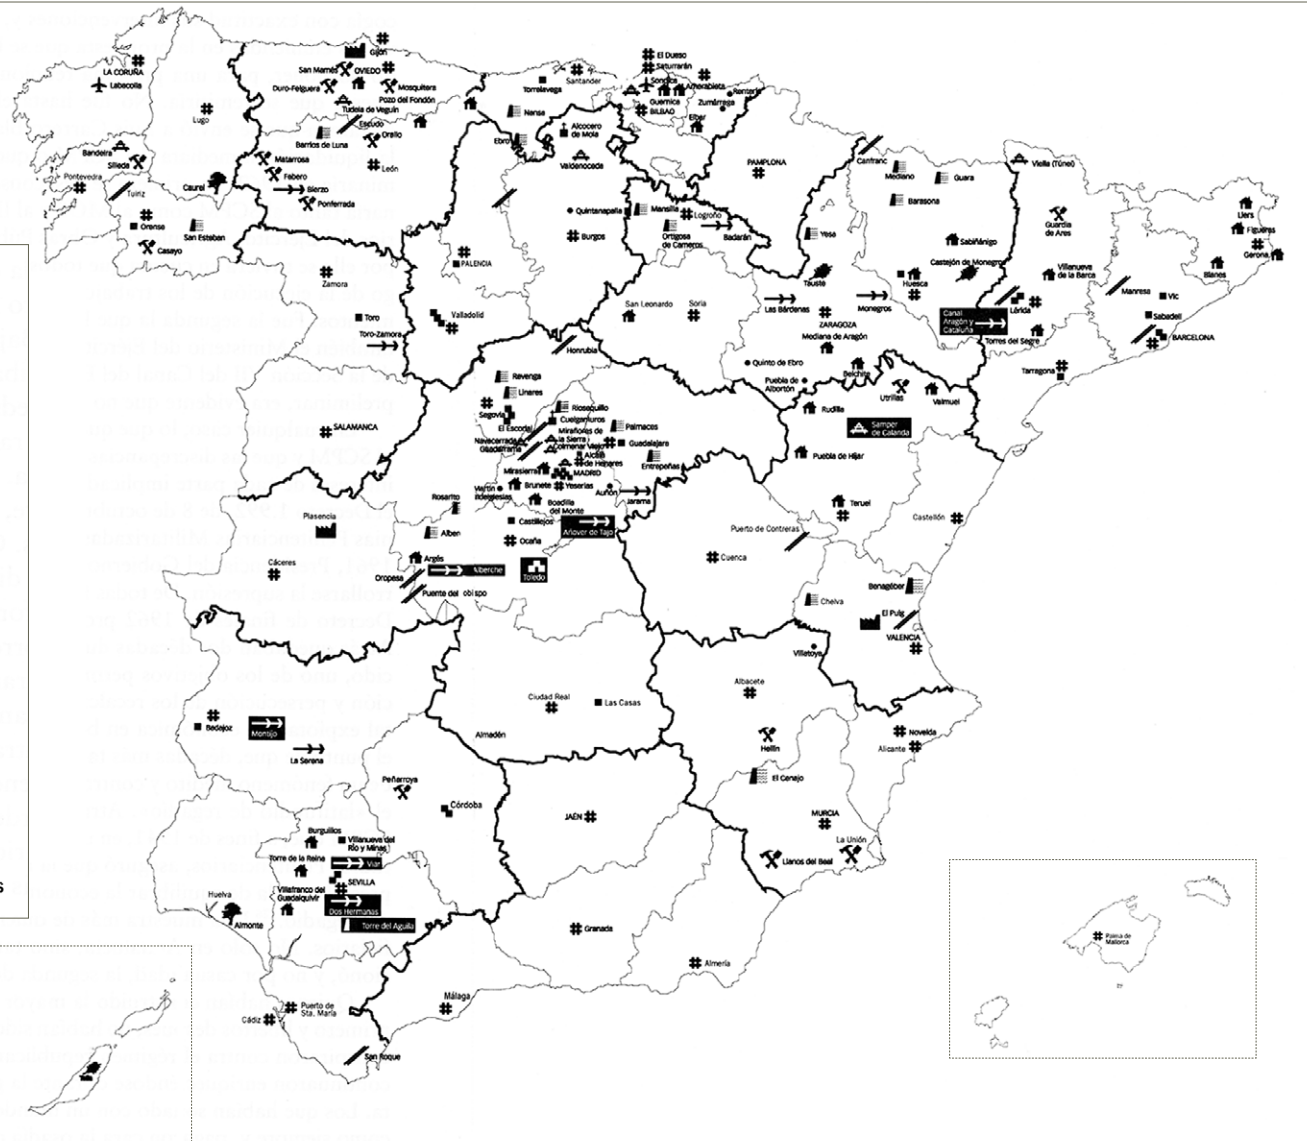 El Dueso
Saturrarán
Gijón
LA CORUÑA
Labacolla
San Mamés
OVIEDO
Duro-Felguera
Mosquitera
Pozo del Fondón
Tudela de Veguín
Torrelavega
Santander
Sondica
Amorebieta
Guernica
BILBAO
Zumárraga
Rentería
Eibar
Lugo
Escudo
Orallo
Barrios de Luna
Nansa
Ebro
Alcocero
de Mola
Valdenoceda
Bandeira
Silleda
Matarrosa
Fabero
León
Pontevedra
Tuiriz
Caurel
Bierzo
Ponferrada
PAMPLONA
Canfranc
Mediano
Guara
Viella (Túnel)
Barasona
Orense
San Esteban
Casayo
Quintanapalla
Burgos
Mansilla
Logroño
Ortigosa
de Cameros
Badarán
Yesa
Sabiñánigo
Guardia
de Ares
Llers
Figueras
Gerona
PALENCIA
Zamora
Tauste
Castejón de Monegros
Huesca
Villanueva
de la Barca
Blanes
Manresa
Vic
San Leonardo
Soria
Las Bárdenas
Monegros
ZARAGOZA
Canal
Aragón y
Cataluña
Lérida
Sabadell
BARCELONA
Toro
Toro-Zamora
Valladolid
Honrubia
Mediana de Aragón
Torres del Segre
Quinto de Ebro
Belchite
Tarragona
Revenga
Linares
Segovia
El Escorial
Riosequillo
Cuelgamuros
Miraflores de
la Sierra
Colmenar Viejo
Palmaces
Guadalajara
Puebla de
Albortón
Utrillas
Valmuel
Rudilla
Samper
de Calanda
SALAMANCA
Navacerrada
Guadarrama
Alcalá
de Henares
Entrepeñas
Puebla de Hijar
Mirasierra
MADRID
Brunete
Yeserías
Auñón
Jarama
Boadilla
del Monte
Rosarito
Teruel
Castellón
Plasencia
Castillejos
Añover de Tajo
Alben
Ocaña
Puerto de Contreras
Cuenca
Cáceres
Argés
Alberche
Toledo
Oropesa
Puente del obispo
Benagéber
Chelva
El Puig
VALENCIA
Villatoya
Ciudad Real
Las Casas
Albacete
Badajoz
Montijo
La Serena
Almadén
Novelda
Alicante
Hellín
El Cenajo
Peñarroya
Córdoba
JAÉN
MURCIA
La Unión
Llanos del Beal
Burguillos
Villanueva del
Río y Minas
Torre de la Reina
Viar
SEVILLA
Villafranco del
Guadalquivir
Dos Hermanas
Torre del Aguila
Huelva
Almonte
Granada
Almería
Palma de
Mallorca
Málaga
Puerto de
Sta. María
Cádiz
San Roque